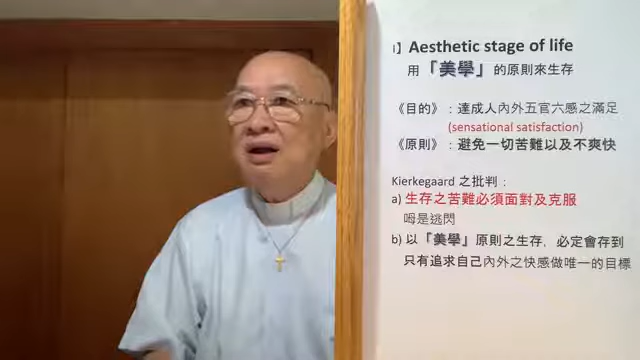 1】Aesthetic stage of life
用「美學」的原則來生存
《目的》：達成人內外五官六感之滿足
(sensational satisfaction)
《原則》：避免一切苦難以及不爽快
Kierkegaard 之批判：
a) 生存之苦難必須面對及克服
呣是逃閃
b) 以「美學」原則之生存，必定會存到
只有追求自己內外之快感做唯一的目標